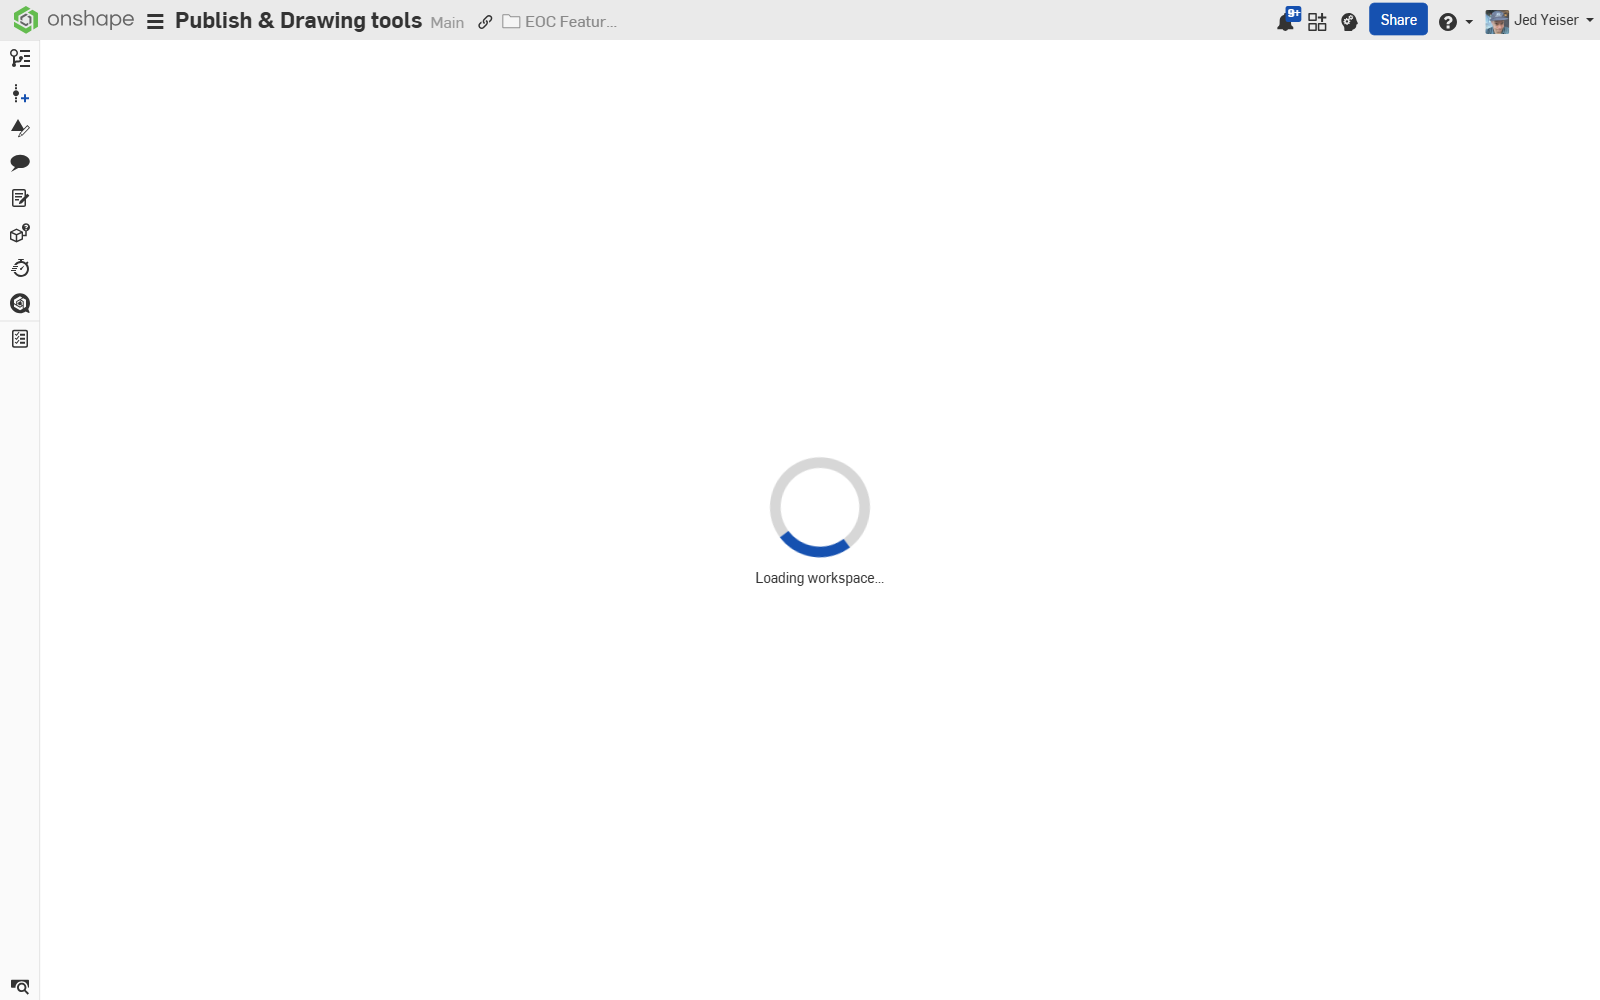 onshape Publish & Drawing tools Main EOC Featur... 9+ Share Jed Yeiser
Loading workspace...